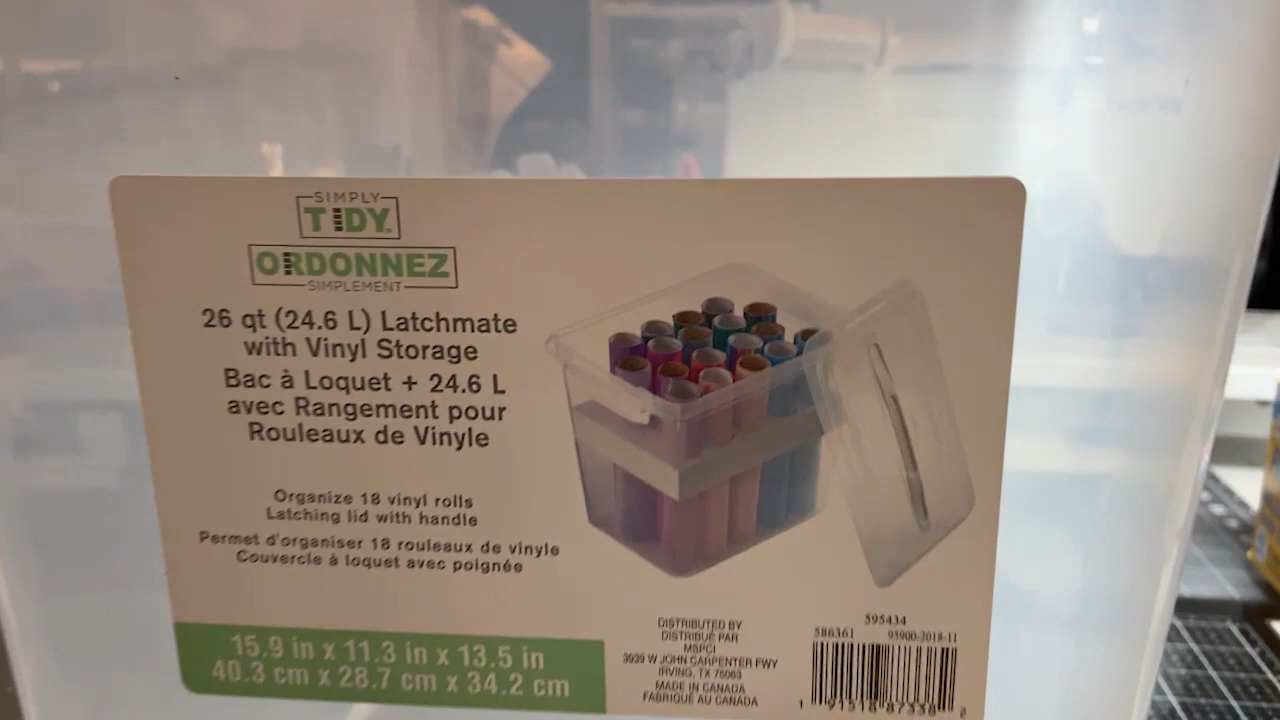 SIMPLY
TIDY
ORDONNEZ
SIMPLEMENT
26 qt (24.6 L) Latchmate
with Vinyl Storage
Bac à Loquet + 24.6 L
avec Rangement pour
Rouleaux de Vinyle
Organize 18 vinyl rolls
Latching lid with handle
Permet d'organiser 18 rouleaux de vinyle
Couvercle à loquet avec poignée
15.9 in x 11.3 in x 13.5 in
40.3 cm x 28.7 cm x 34.2 cm
DISTRIBUTED BY
DISTRIBUÉ PAR
MSPCI
3939 W JOHN CARPENTER FWY
IRVING, TX 75063
MADE IN CANADA
FABRIQUÉ AU CANADA
595434
586361 95900-2018-11
1 91518 87338 2